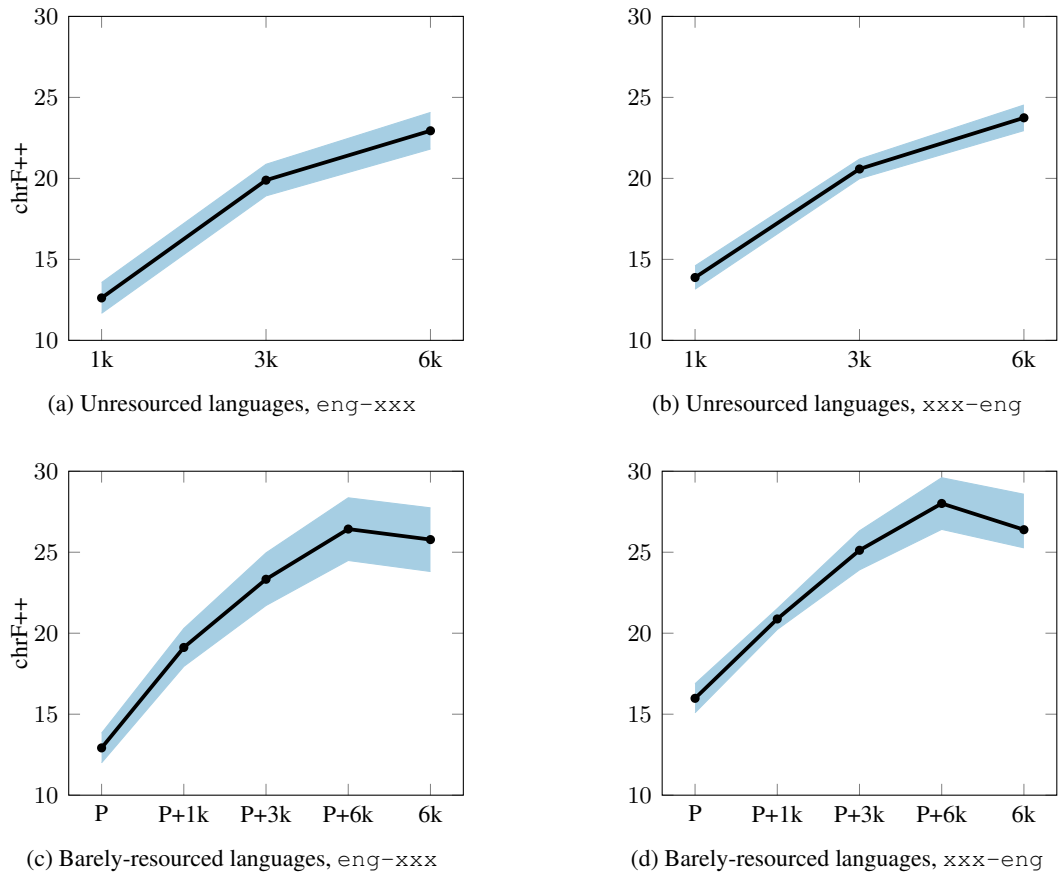 30
25
20
15
10
chrF++
1k 3k 6k
(a) Unresourced languages, eng-xxx
30
25
20
15
10
1k 3k 6k
(b) Unresourced languages, xxx-eng
30
25
20
15
10
chrF++
P P+1k P+3k P+6k 6k
(c) Barely-resourced languages, eng-xxx
30
25
20
15
10
P P+1k P+3k P+6k 6k
(d) Barely-resourced languages, xxx-eng